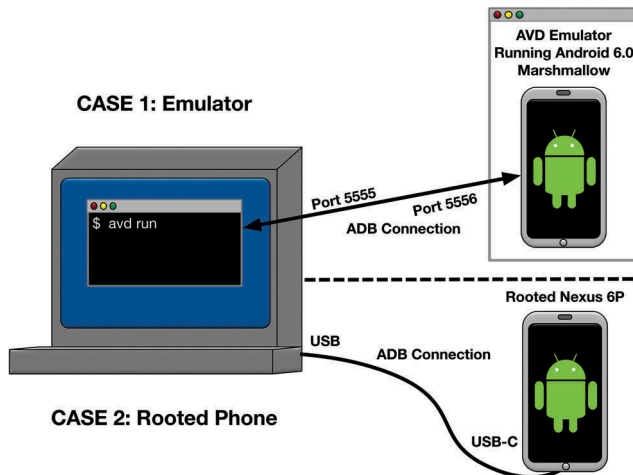 AVD Emulator
Running Android 6.0
Marshmallow
CASE 1: Emulator
$ avd run
Port 5555
Port 5556
ADB Connection
Rooted Nexus 6P
USB
ADB Connection
CASE 2: Rooted Phone
USB-C